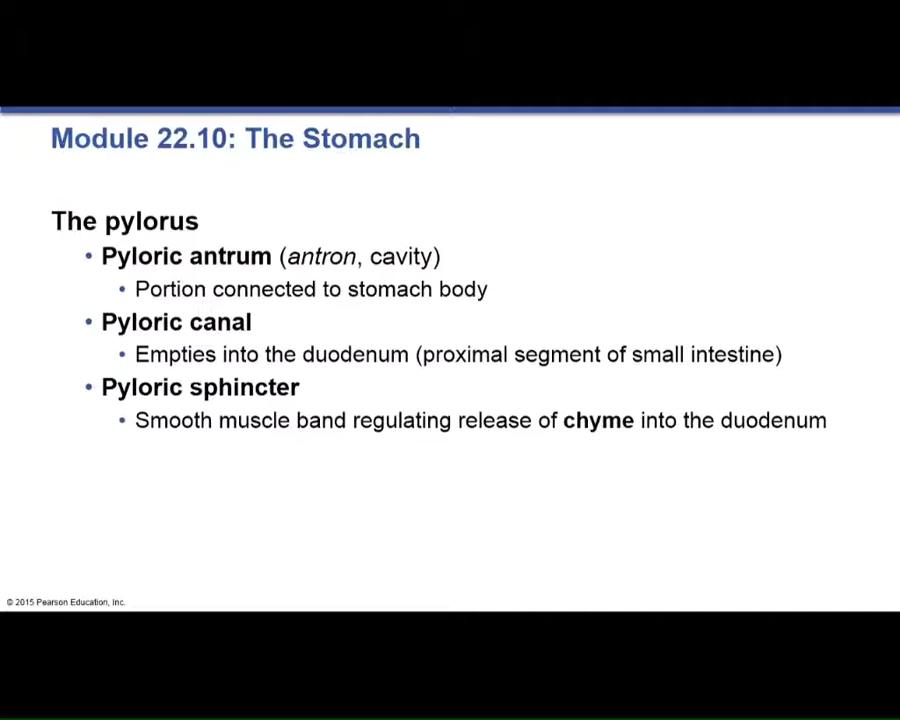 Module 22.10: The Stomach
The pylorus
• Pyloric antrum (antron, cavity)
• Portion connected to stomach body
• Pyloric canal
• Empties into the duodenum (proximal segment of small intestine)
• Pyloric sphincter
• Smooth muscle band regulating release of chyme into the duodenum
© 2015 Pearson Education, Inc.